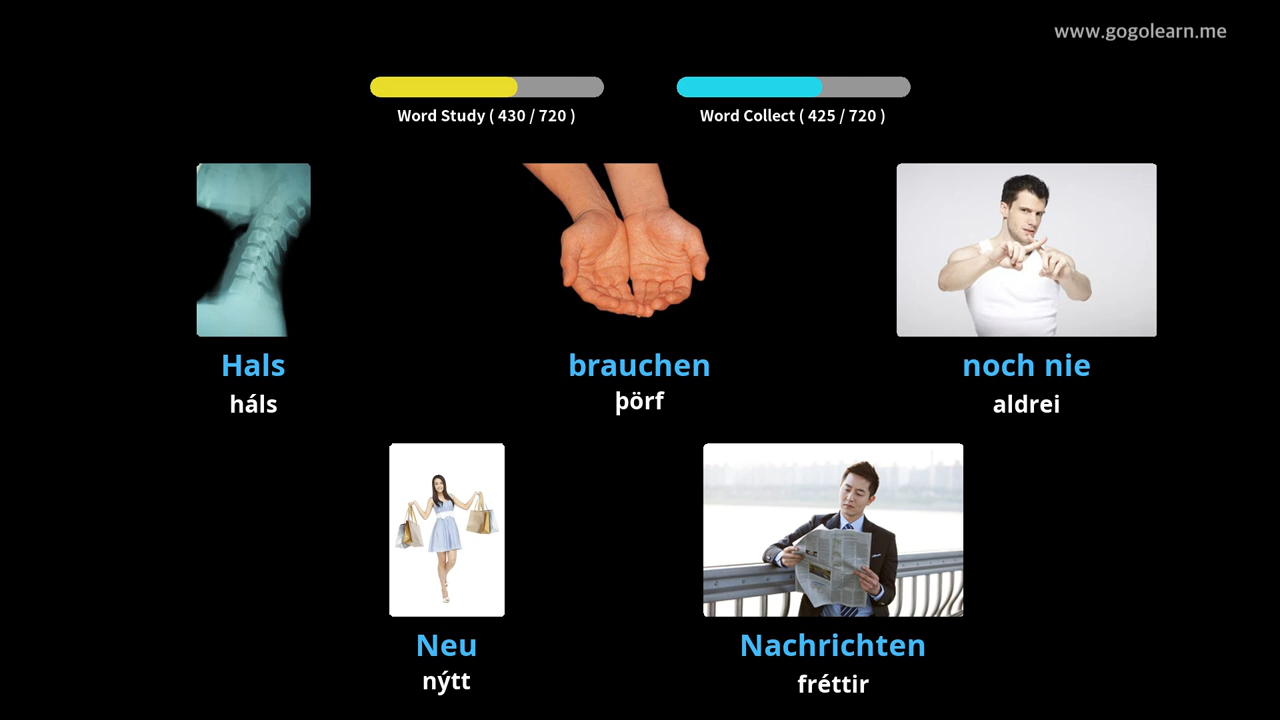 www.gogolearn.me
Word Study ( 430 / 720 )
Word Collect ( 425 / 720 )
Hals
háls
brauchen
þörf
noch nie
aldrei
Neu
nýtt
Nachrichten
fréttir